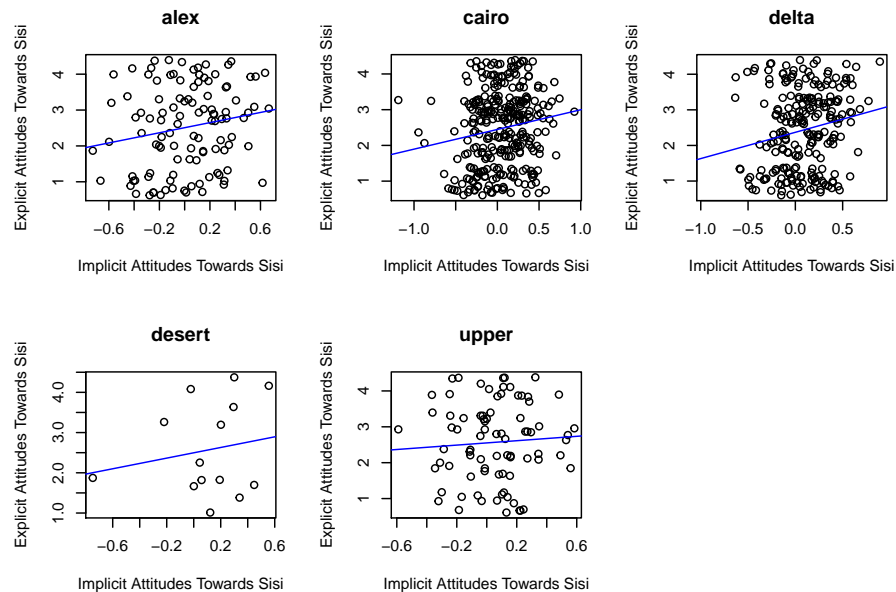 alex
Explicit Attitudes Towards Sisi
4
3
2
1
−0.6 −0.2 0.2 0.6
Implicit Attitudes Towards Sisi
cairo
Explicit Attitudes Towards Sisi
4
3
2
1
−1.0 0.0 0.5 1.0
Implicit Attitudes Towards Sisi
delta
Explicit Attitudes Towards Sisi
4
3
2
1
−1.0 −0.5 0.0 0.5
Implicit Attitudes Towards Sisi
desert
Explicit Attitudes Towards Sisi
4.0
3.0
2.0
1.0
−0.6 −0.2 0.2 0.6
Implicit Attitudes Towards Sisi
upper
Explicit Attitudes Towards Sisi
4
3
2
1
−0.6 −0.2 0.2 0.6
Implicit Attitudes Towards Sisi